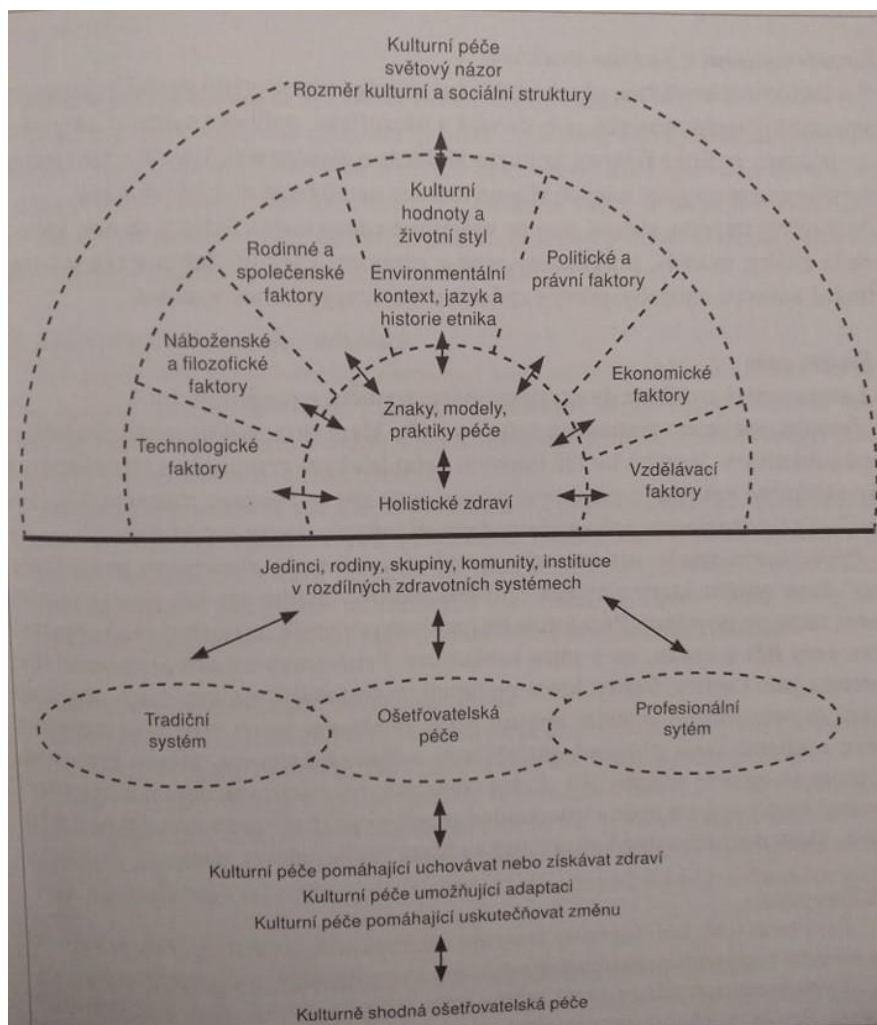 Kulturní péče
světový názor
Rozměr kulturní a sociální struktury
Kulturní
hodnoty a
životní styl
Rodinné a
společenské
faktory
Environmentální
kontext, jazyk a
historie etnika
Politické a
právní faktory
Náboženské
a filozofické
faktory
Ekonomické
faktory
Znaky, modely,
praktiky péče
Technologické
faktory
Vzdělávací
faktory
Holistické zdraví
Jedinci, rodiny, skupiny, komunity, instituce
v rozdílných zdravotních systémech
Tradiční
systém
Ošetřovatelská
péče
Profesionální
sytém
Kulturní péče pomáhající uchovávat nebo získávat zdraví
Kulturní péče umožňující adaptaci
Kulturní péče pomáhající uskutečňovat změnu
Kulturně shodná ošetřovatelská péče